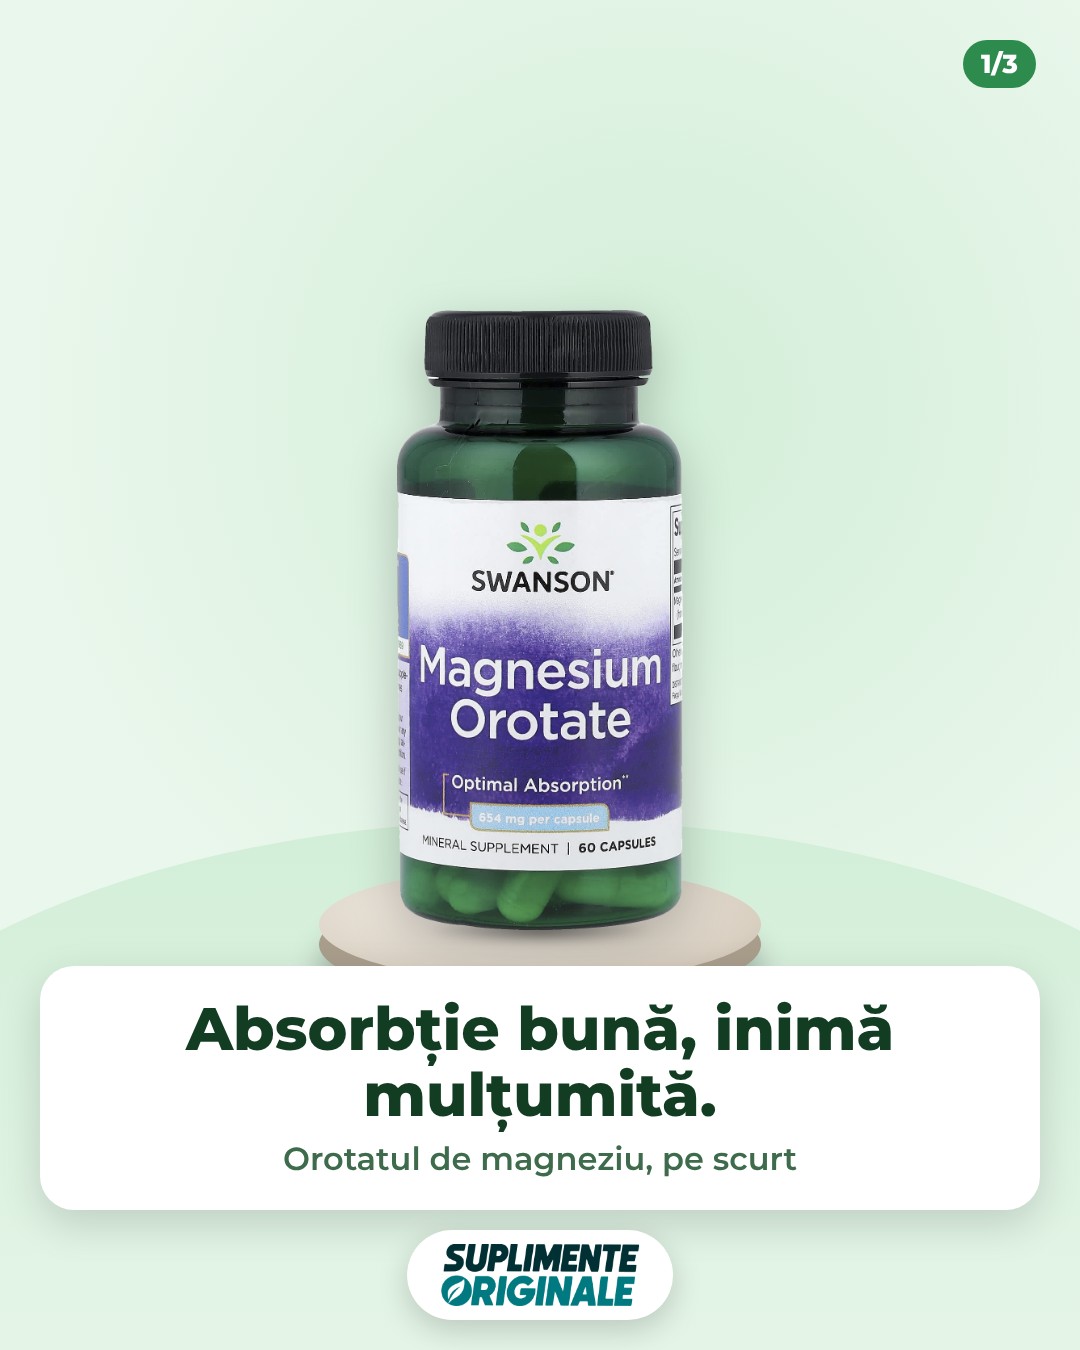 1/3
SWANSON
Magnesium
Orotate
Optimal Absorption
654 mg per capsule
MINERAL SUPPLEMENT | 60 CAPSULES
Absorbție bună, inimă
mulțumită.
Orotatul de magneziu, pe scurt
SUPLIMENTE
ORIGINALE